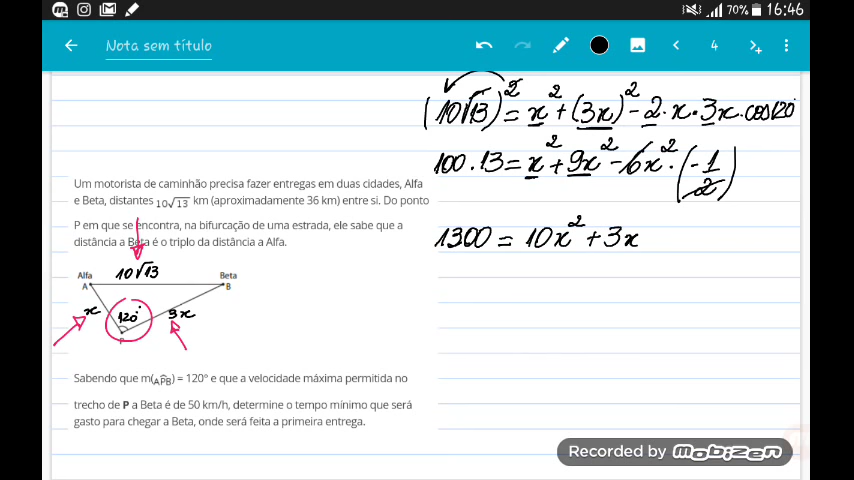 70% 16:46
Nota sem título
4
(10√13)² = x² + (3x)² - 2 · x · 3x · cos120°
100 . 13 = x² + 9x² - 6x² · (-1/2)
1300 = 10x² + 3x
Um motorista de caminhão precisa fazer entregas em duas cidades, Alfa
e Beta, distantes 10√13 km (aproximadamente 36 km) entre si. Do ponto
P em que se encontra, na bifurcação de uma estrada, ele sabe que a
distância a Beta é o triplo da distância a Alfa.
Alfa 10√13 Beta
A B
x 120° 3x
P
Sabendo que m(APB) = 120° e que a velocidade máxima permitida no
trecho de P a Beta é de 50 km/h, determine o tempo mínimo que será
gasto para chegar a Beta, onde será feita a primeira entrega.
Recorded by Mobizen